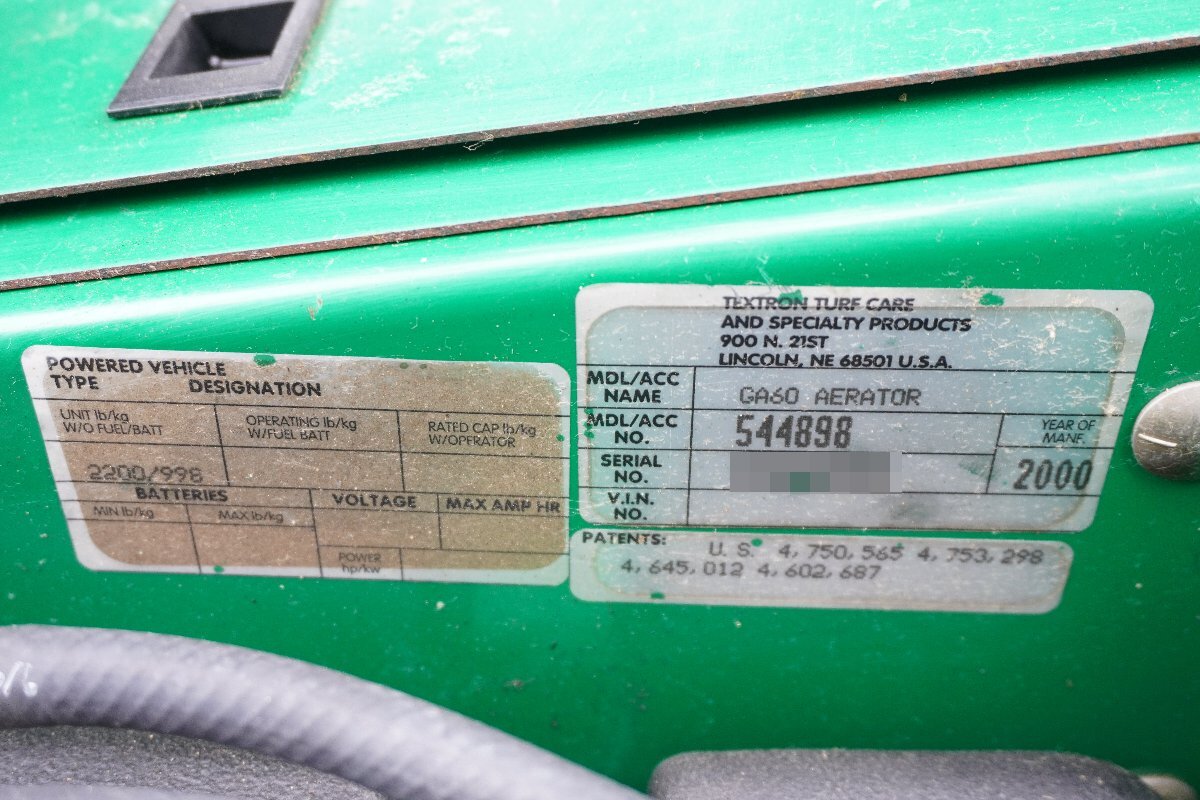 TEXTRON TURF CARE
AND SPECIALTY PRODUCTS
900 N. 21ST
LINCOLN, NE 68501 U.S.A.
MDL/ACC NAME GA60 AERATOR
MDL/ACC NO. 544898
YEAR OF MANF. 2000
SERIAL NO.
V.I.N. NO.
PATENTS: U. S. 4,750,565 4,753,298
4,645,012 4,602,687
POWERED VEHICLE
TYPE DESIGNATION
UNIT lb/kg W/O FUEL/BATT
OPERATING lb/kg W/FUEL BATT
RATED CAP lb/kg W/OPERATOR
2200/998
BATTERIES VOLTAGE MAX AMP HR
MIN lb/kg MAX lb/kg
POWER hp/kw